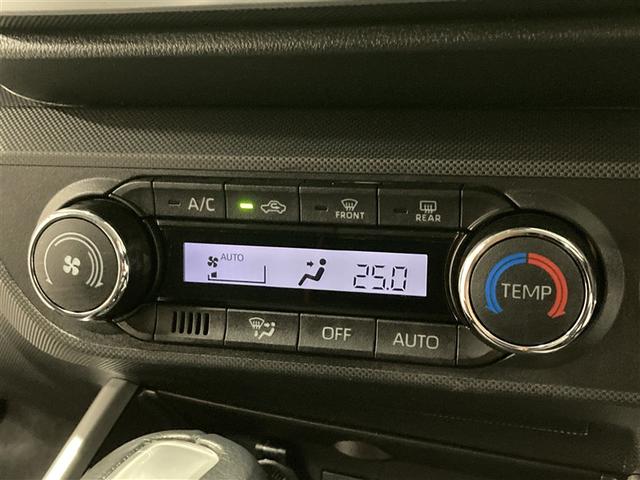 A/C
FRONT
REAR
AUTO
25.0
TEMP
OFF
AUTO